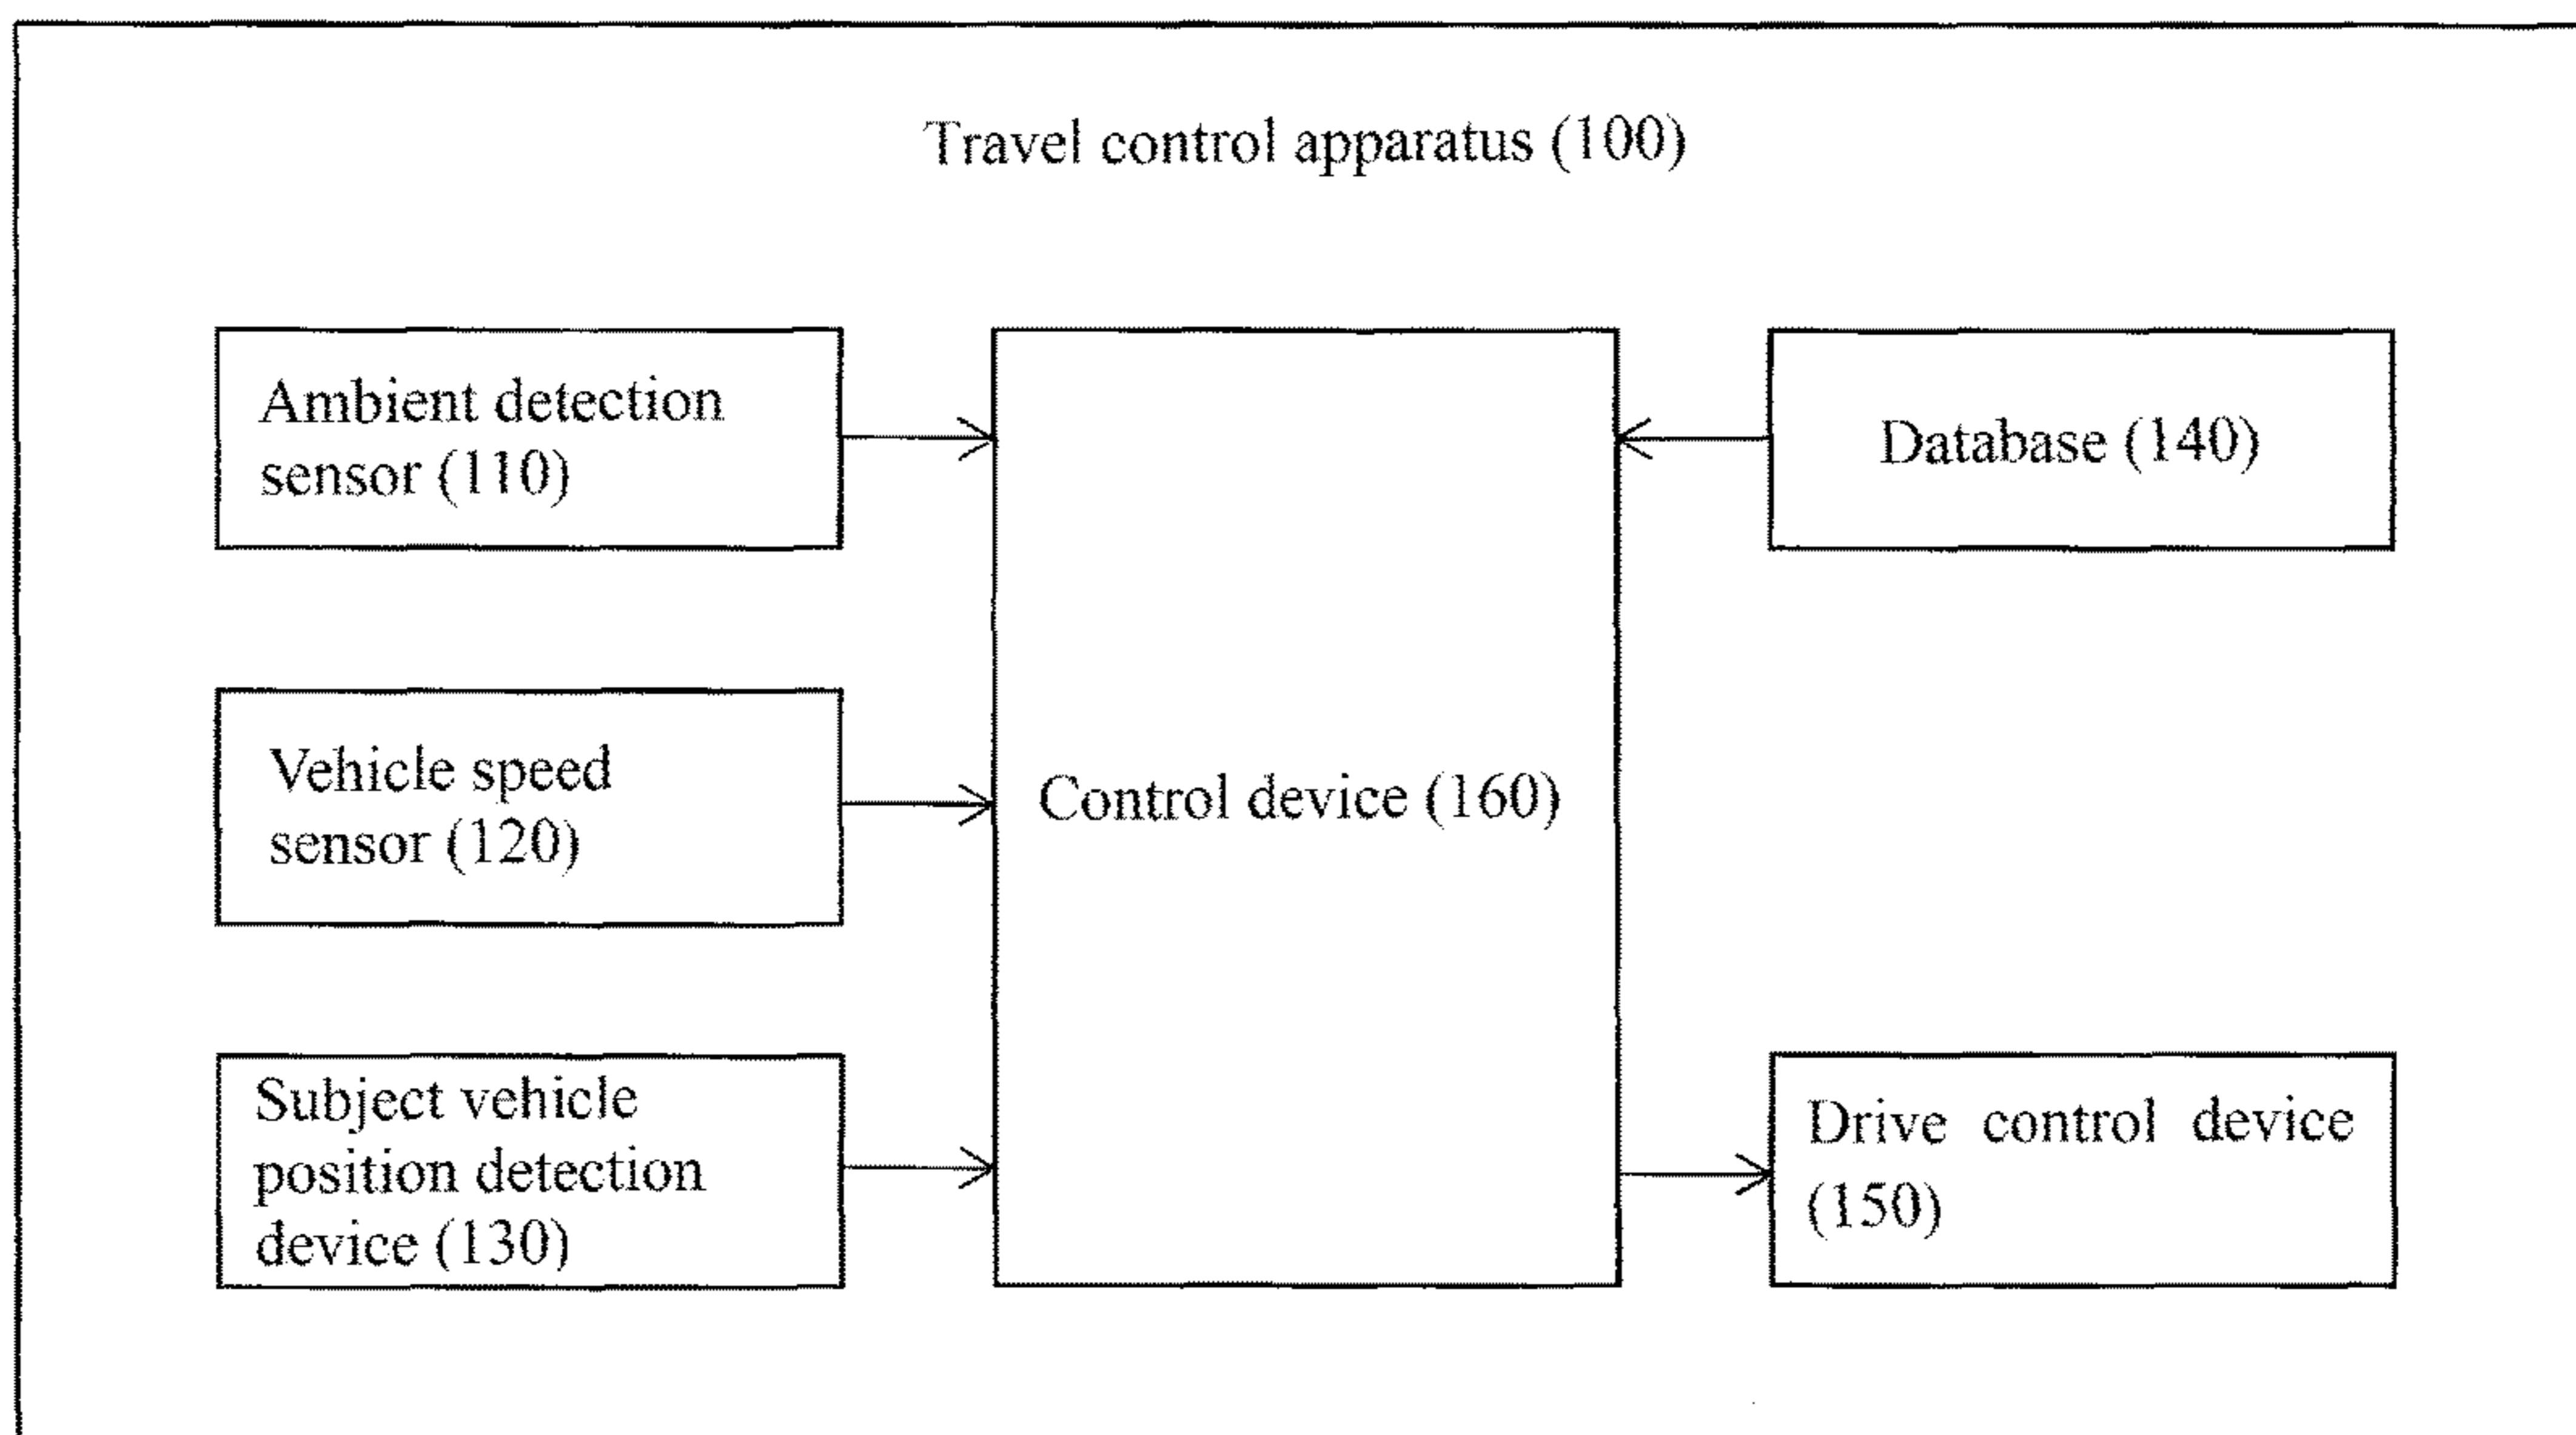 Travel control apparatus (100)
Ambient detection
sensor (110)
Vehicle speed
sensor (120)
Subject vehicle
position detection
device (130)
Control device (160)
Database (140)
Drive control device
(150)